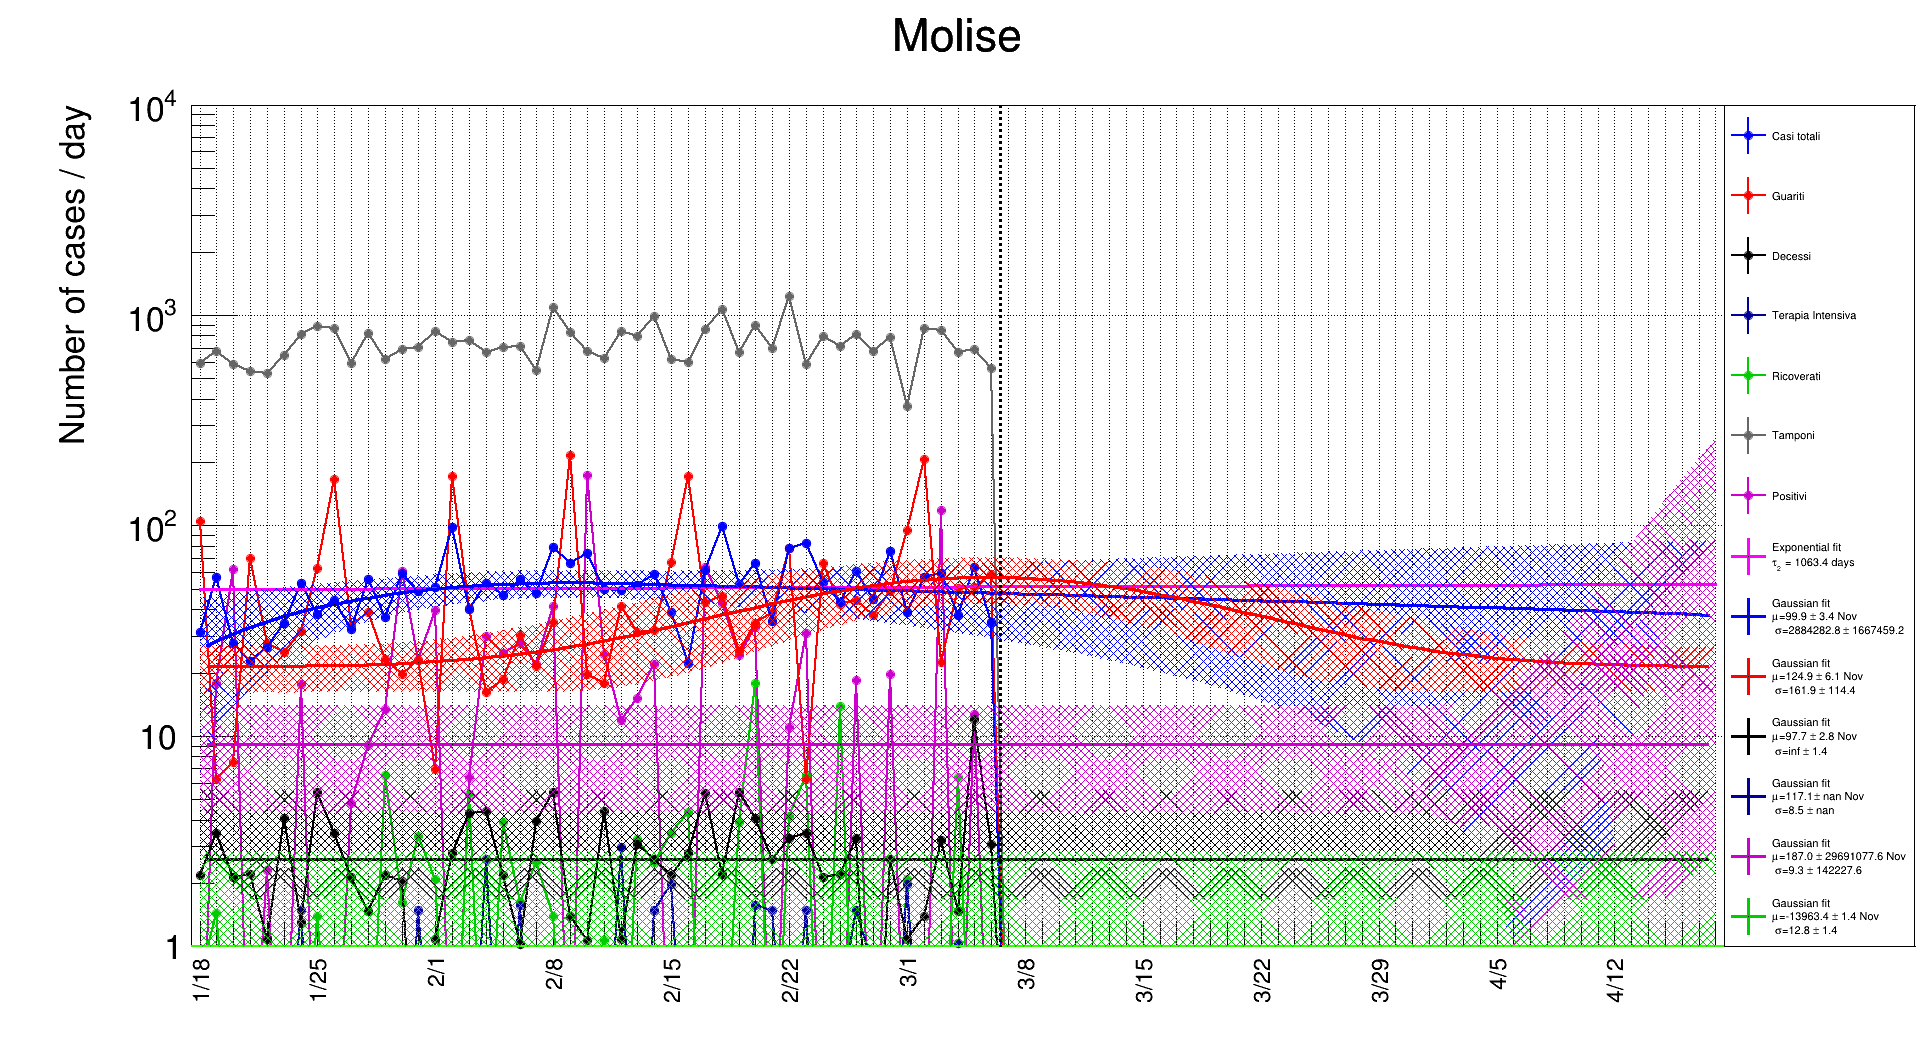 Molise
Number of cases / day
10^4
10^3
10^2
10
1
1/18
1/25
2/1
2/8
2/15
2/22
3/1
3/8
3/15
3/22
3/29
4/5
4/12
Casi totali
Guariti
Decessi
Terapia Intensiva
Ricoverati
Tamponi
Positivi
Exponential fit
τ_2 = 1063.4 days
Gaussian fit
μ=99.9 ± 3.4 Nov
σ=2884282.8 ± 1667459.2
Gaussian fit
μ=124.9 ± 6.1 Nov
σ=161.9 ± 114.4
Gaussian fit
μ=97.7 ± 2.8 Nov
σ=inf ± 1.4
Gaussian fit
μ=117.1 ± nan Nov
σ=8.5 ± nan
Gaussian fit
μ=187.0 ± 29691077.6 Nov
σ=9.3 ± 142227.6
Gaussian fit
μ=-13963.4 ± 1.4 Nov
σ=12.8 ± 1.4